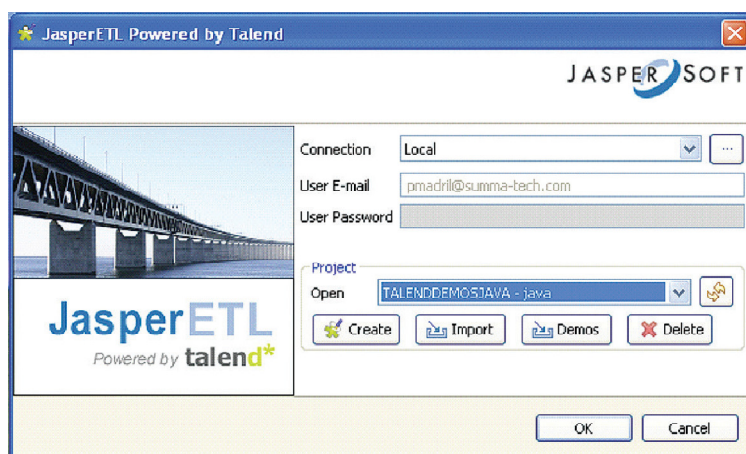 JasperETL Powered by Talend
JASPERSOFT
Connection Local ...
User E-mail pmadril@summa-tech.com
User Password
Project
Open TALENDDEMOSJAVA - java
Create Import Demos Delete
JasperETL
Powered by talend*
OK Cancel